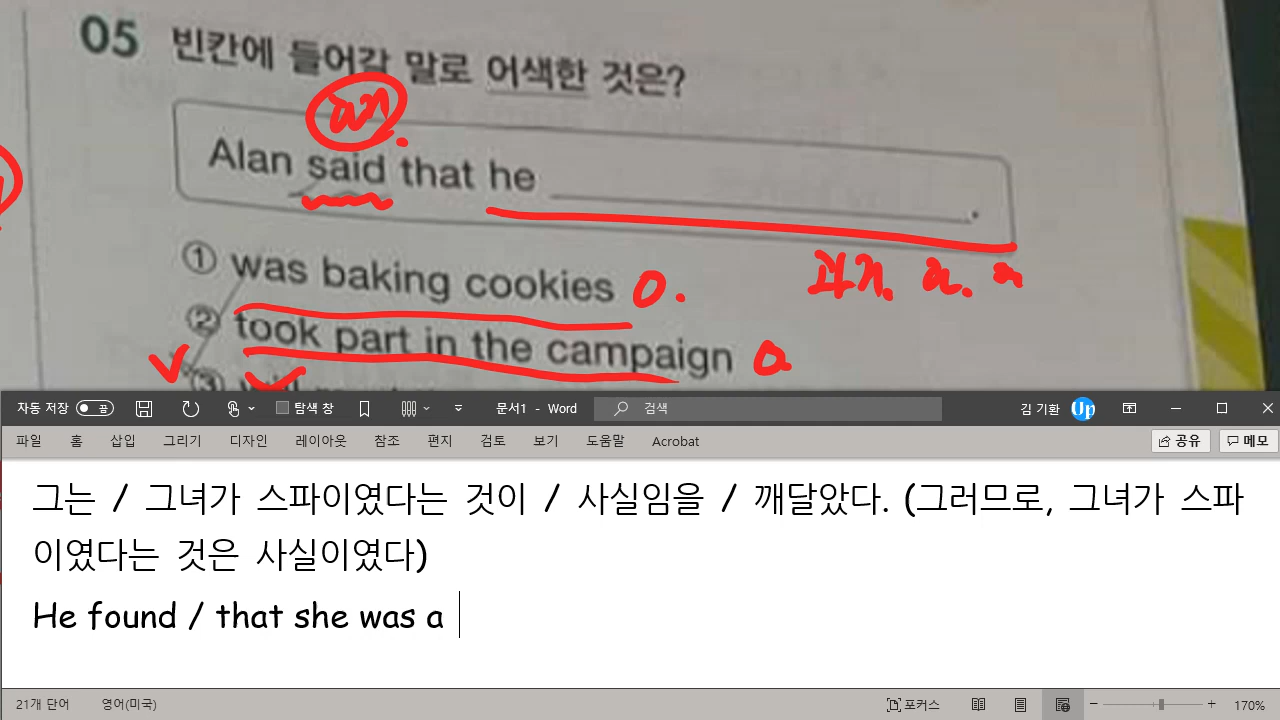 05 빈칸에 들어갈 말로 어색한 것은?
Alan said that he
① was baking cookies O.
② took part in the campaign O
③ will
자동 저장 끔 탐색 창 문서1 - Word 검색 김 기환 Up
파일 홈 삽입 그리기 디자인 레이아웃 참조 편지 검토 보기 도움말 Acrobat 공유 메모
그는 / 그녀가 스파이였다는 것이 / 사실임을 / 깨달았다. (그러므로, 그녀가 스파
이였다는 것은 사실이였다)
He found / that she was a
21개 단어 영어(미국) 포커스 170%